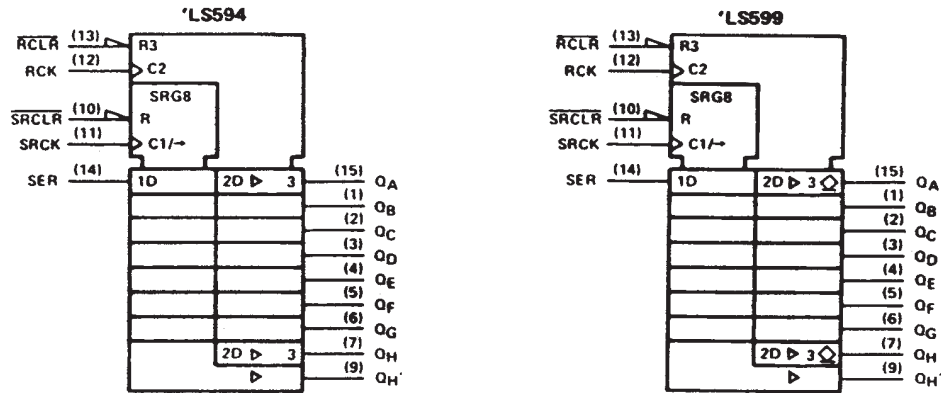 'LS594
RCLR (13) R3
RCK (12) C2
SRG8
SRCLR (10) R
SRCK (11) C1/→
SER (14) 1D 2D ▷ 3 (15) QA
(1) QB
(2) QC
(3) QD
(4) QE
(5) QF
(6) QG
2D ▷ 3 (7) QH
▷ (9) QH'
'LS599
RCLR (13) R3
RCK (12) C2
SRG8
SRCLR (10) R
SRCK (11) C1/→
SER (14) 1D 2D ▷ 3 ◇ (15) QA
(1) QB
(2) QC
(3) QD
(4) QE
(5) QF
(6) QG
2D ▷ 3 ◇ (7) QH
▷ (9) QH'